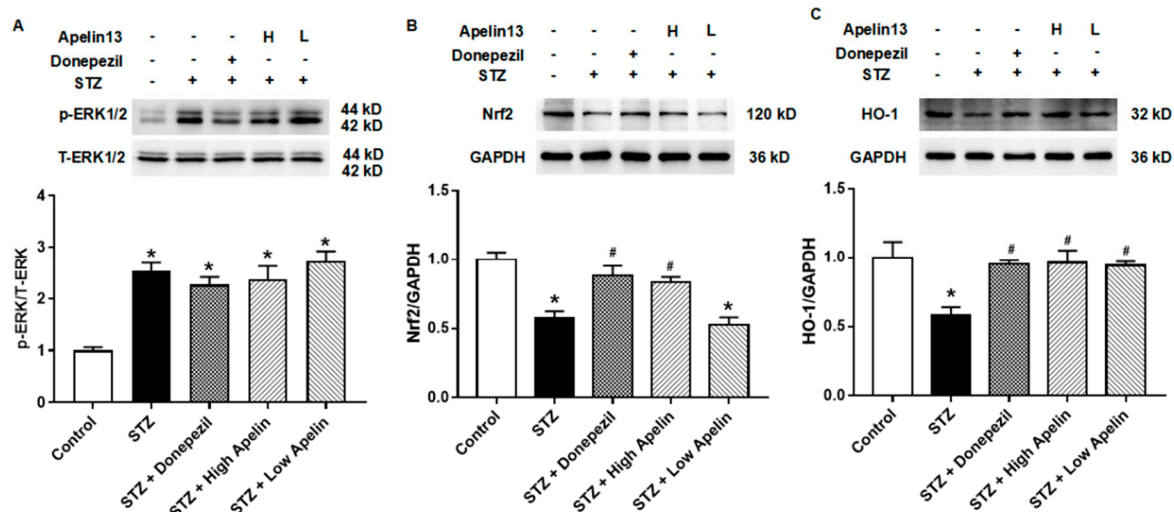 A
Apelin13 - - - H L
Donepezil - - + - -
STZ - + + + +
p-ERK1/2 44 kD
42 kD
T-ERK1/2 44 kD
42 kD
p-ERK/T-ERK
4
3
2
1
0
* * * *
Control
STZ
STZ + Donepezil
STZ + High Apelin
STZ + Low Apelin
B
Apelin13 - - - H L
Donepezil - - + - -
STZ - + + + +
Nrf2 120 kD
GAPDH 36 kD
Nrf2/GAPDH
1.5
1.0
0.5
0.0
* # # *
Control
STZ
STZ + Donepezil
STZ + High Apelin
STZ + Low Apelin
C
Apelin13 - - - H L
Donepezil - - + - -
STZ - + + + +
HO-1 32 kD
GAPDH 36 kD
HO-1/GAPDH
1.5
1.0
0.5
0.0
* # # #
Control
STZ
STZ + Donepezil
STZ + High Apelin
STZ + Low Apelin